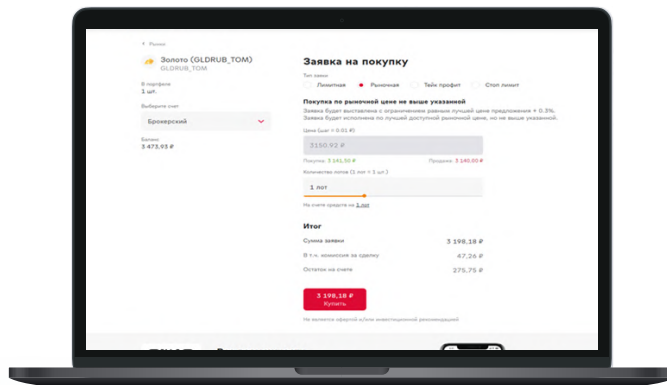 Рынки
Золото (GLDRUB_TOM)
GLDRUB_TOM
В портфеле
1 шт.
Выберите счет
Брокерский
Баланс
3 473,93 ₽
Заявка на покупку
Тип заявки
Лимитная Рыночная Тейк профит Стоп лимит
Покупка по рыночной цене не выше указанной
Заявка будет выставлена с ограничением равным лучшей цене предложения + 0.3%.
Заявка будет исполнена по лучшей доступной рыночной цене, но не выше указанной.
Цена (шаг = 0.01 ₽)
3150.92 ₽
Покупка: 3 141,50 ₽ Продажа: 3 140,00 ₽
Количество лотов (1 лот = 1 шт.)
1 лот
На счете средств на 1 лот
Итог
Сумма заявки 3 198,18 ₽
В т.ч. комиссия за сделку 47,26 ₽
Остаток на счете 275,75 ₽
3 198,18 ₽
Купить
Не является офертой и/или инвестиционной рекомендацией